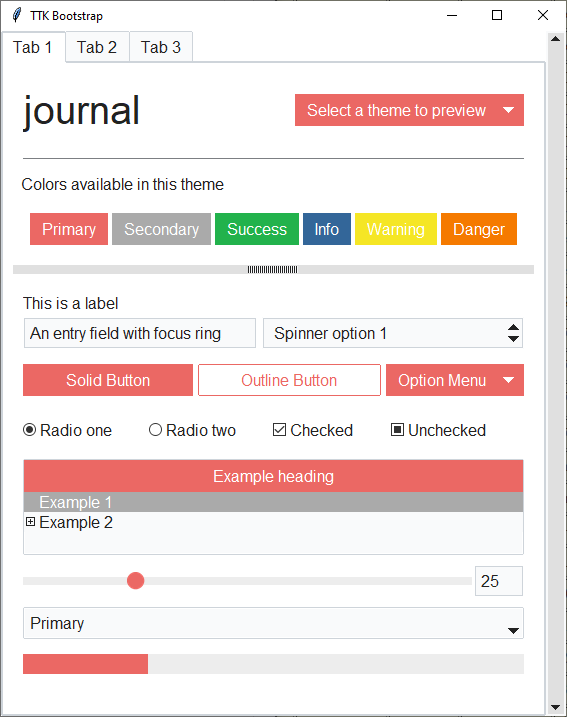 TTK Bootstrap
Tab 1 Tab 2 Tab 3
journal
Select a theme to preview
Colors available in this theme
Primary Secondary Success Info Warning Danger
This is a label
An entry field with focus ring Spinner option 1
Solid Button Outline Button Option Menu
Radio one Radio two Checked Unchecked
Example heading
Example 1
Example 2
25
Primary